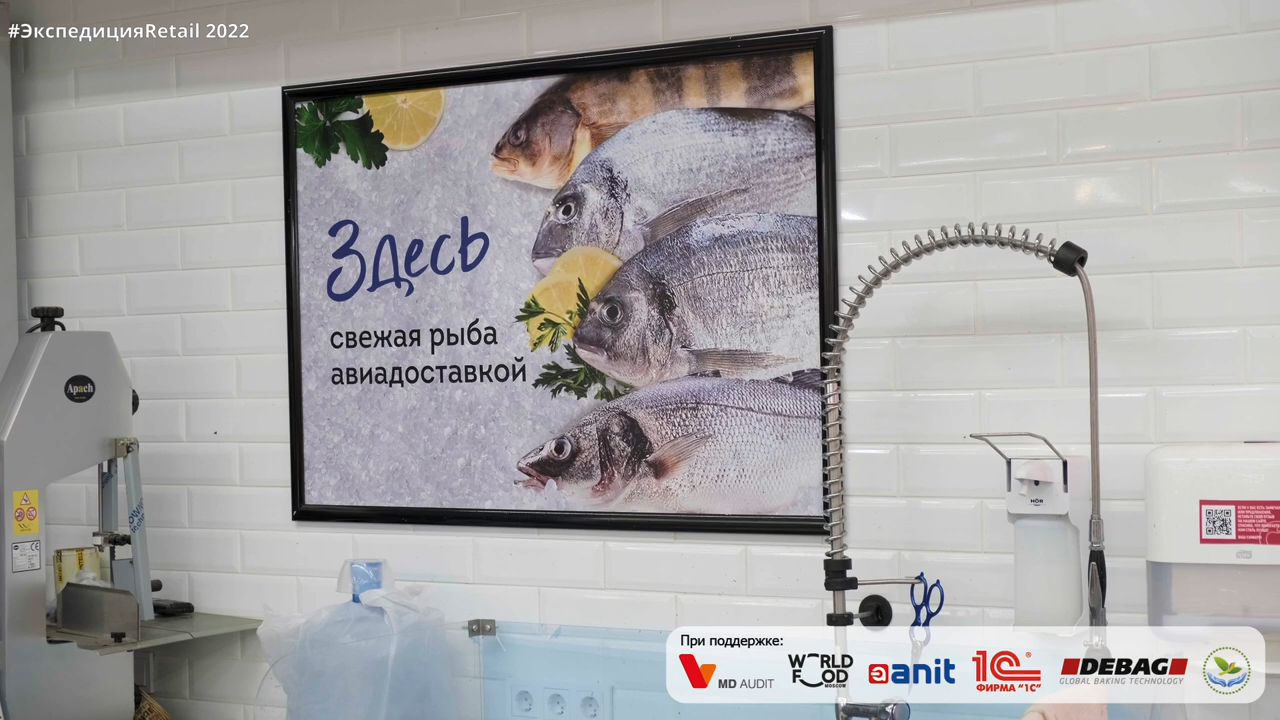 #ЭкспедицияRetail 2022
Здесь
свежая рыба
авиадоставкой
Apach
HÖR
При поддержке:
MD AUDIT
WORLD
FOOD
MOSCOW
anit
1С®
ФИРМА "1С"
DEBAG
GLOBAL BAKING TECHNOLOGY